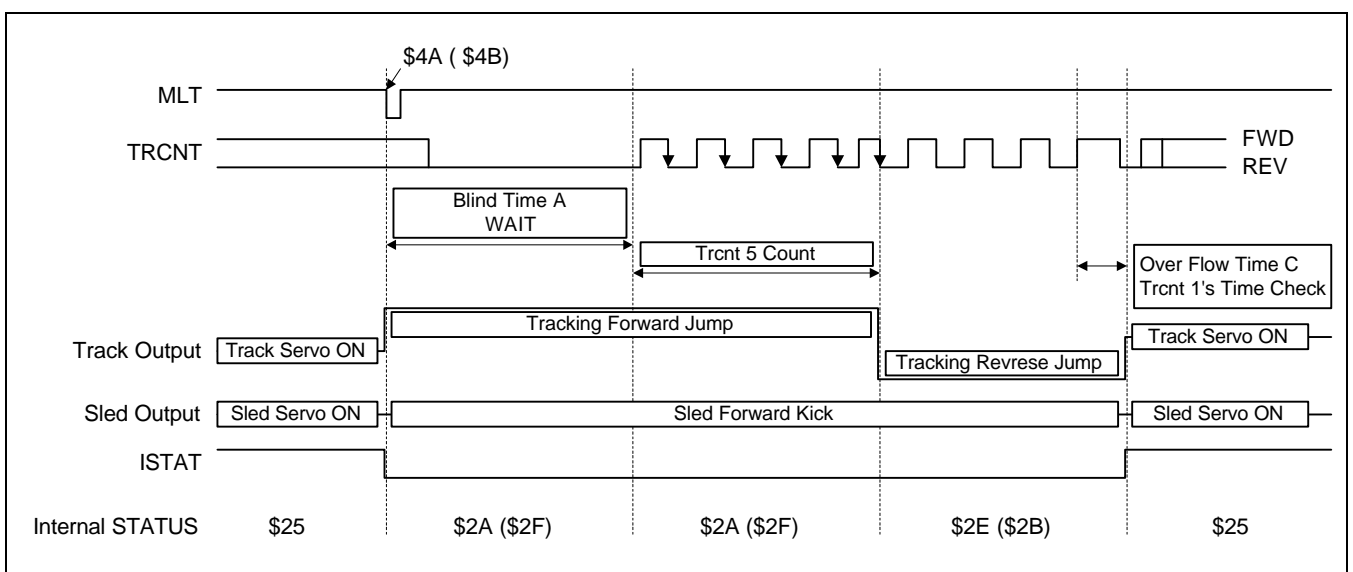 $4A ( $4B)
MLT
TRCNT
FWD
REV
Blind Time A
WAIT
Trcnt 5 Count
Over Flow Time C
Trcnt 1's Time Check
Tracking Forward Jump
Track Output
Track Servo ON
Tracking Revrese Jump
Track Servo ON
Sled Output
Sled Servo ON
Sled Forward Kick
Sled Servo ON
ISTAT
Internal STATUS
$25
$2A ($2F)
$2A ($2F)
$2E ($2B)
$25